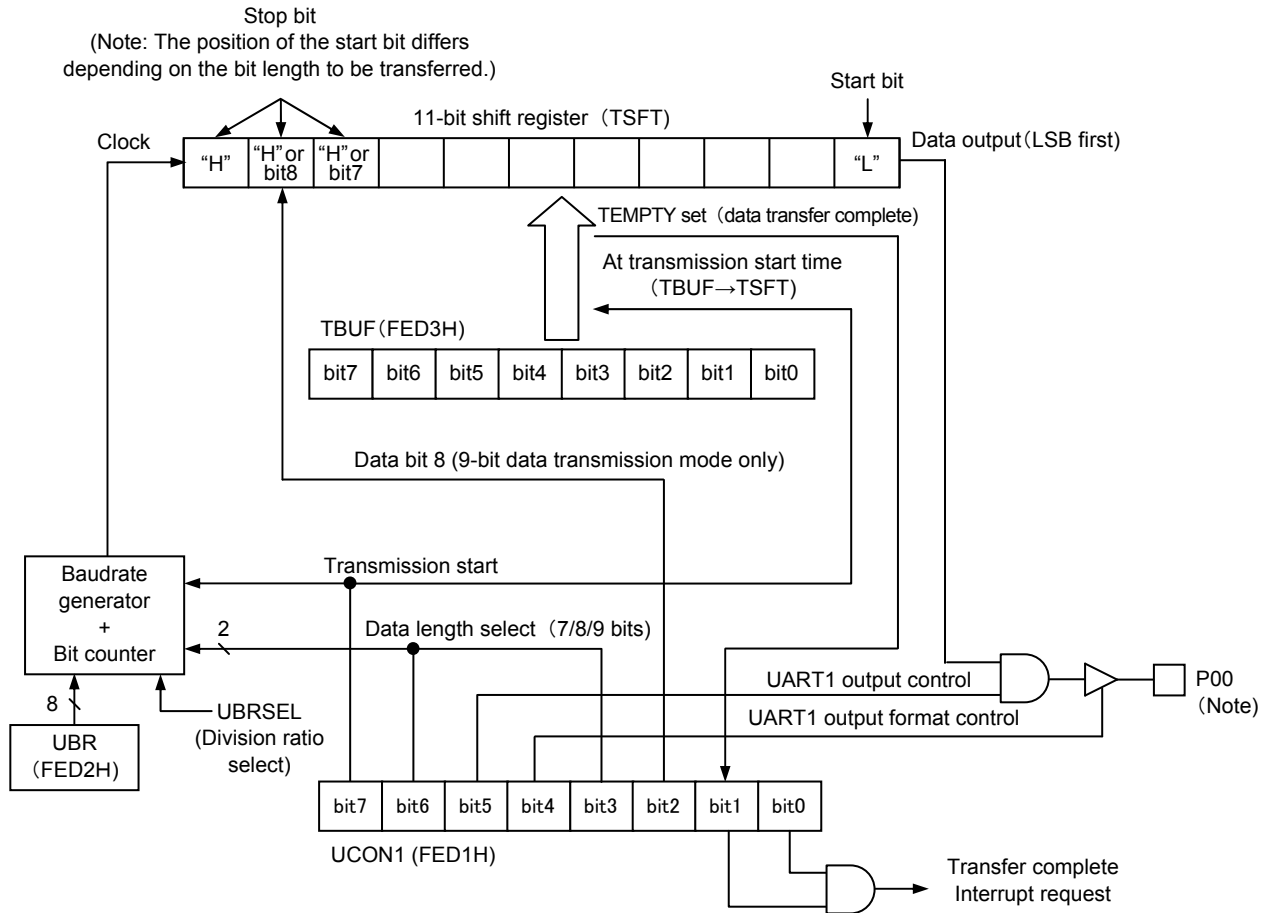 Stop bit
(Note: The position of the start bit differs
depending on the bit length to be transferred.)
Start bit
11-bit shift register（TSFT）
Clock
Data output（LSB first）
“H” “H” or bit8 “H” or bit7 “L”
TEMPTY set（data transfer complete）
At transmission start time
（TBUF→TSFT）
TBUF（FED3H）
bit7 bit6 bit5 bit4 bit3 bit2 bit1 bit0
Data bit 8 (9-bit data transmission mode only)
Transmission start
Baudrate
generator
+
Bit counter
2
Data length select（7/8/9 bits）
8
UBRSEL
(Division ratio
select)
UBR
（FED2H）
UART1 output control
UART1 output format control
P00
（Note）
bit7 bit6 bit5 bit4 bit3 bit2 bit1 bit0
UCON1 (FED1H)
Transfer complete
Interrupt request